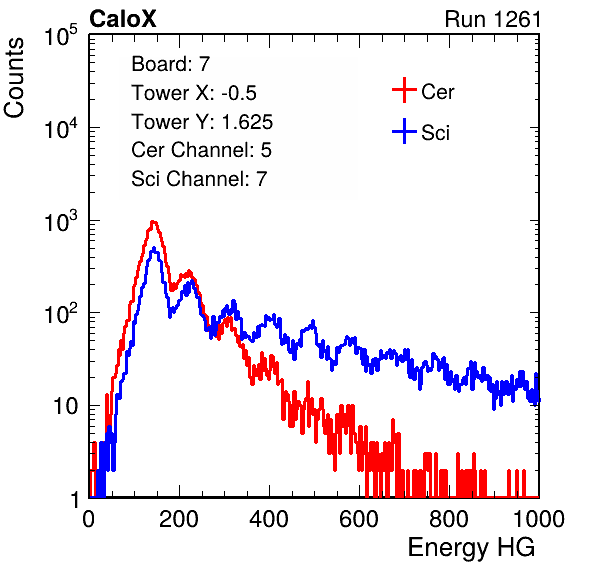 CaloX Run 1261
Counts
Board: 7
Tower X: -0.5
Tower Y: 1.625
Cer Channel: 5
Sci Channel: 7
Cer
Sci
10^5
10^4
10^3
10^2
10
1
0 200 400 600 800 1000
Energy HG